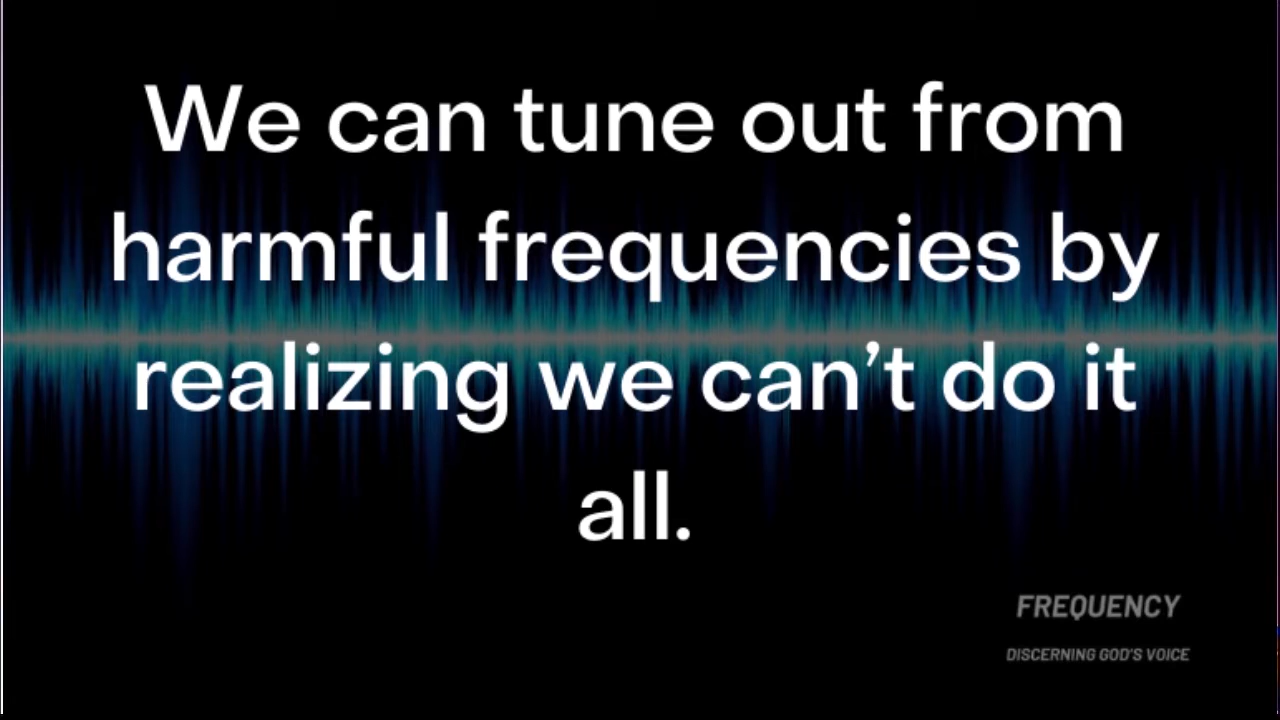 We can tune out from
harmful frequencies by
realizing we can’t do it
all.
FREQUENCY
DISCERNING GOD'S VOICE